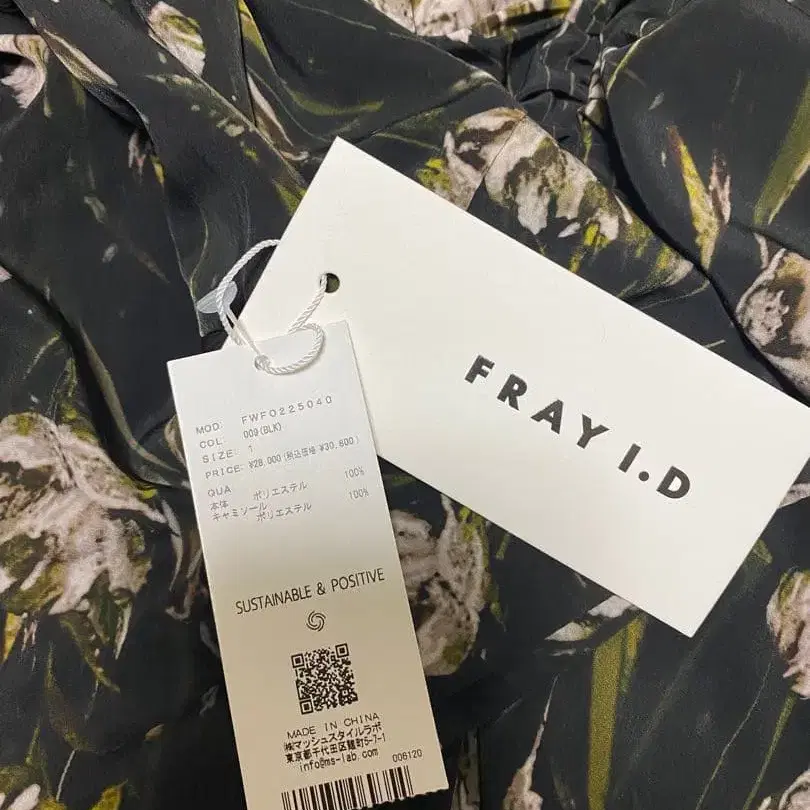 FRAY I.D
MOD: FWFO225040
COL: 009(BLK)
SIZE: 1
PRICE: ¥28,000(税込価格 ¥30,800)
QUA
本体 ポリエステル 100%
キャミソール
ポリエステル 100%
SUSTAINABLE & POSITIVE
MADE IN CHINA
㈱マッシュスタイルラボ
東京都千代田区麹町5-7-1
info@ms-lab.com 006120